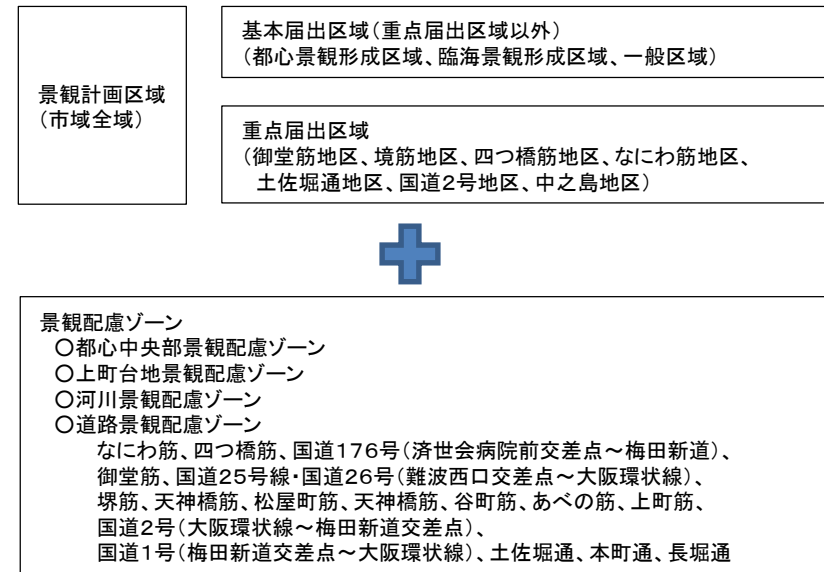 景観計画区域
(市域全域)
基本届出区域(重点届出区域以外)
(都心景観形成区域、臨海景観形成区域、一般区域)
重点届出区域
(御堂筋地区、境筋地区、四つ橋筋地区、なにわ筋地区、
土佐堀通地区、国道2号地区、中之島地区)
景観配慮ゾーン
〇都心中央部景観配慮ゾーン
〇上町台地景観配慮ゾーン
〇河川景観配慮ゾーン
〇道路景観配慮ゾーン
なにわ筋、四つ橋筋、国道176号(済世会病院前交差点~梅田新道)、
御堂筋、国道25号線・国道26号(難波西口交差点~大阪環状線)、
堺筋、天神橋筋、松屋町筋、天神橋筋、谷町筋、あべの筋、上町筋、
国道2号(大阪環状線~梅田新道交差点)、
国道1号(梅田新道交差点~大阪環状線)、土佐堀通、本町通、長堀通